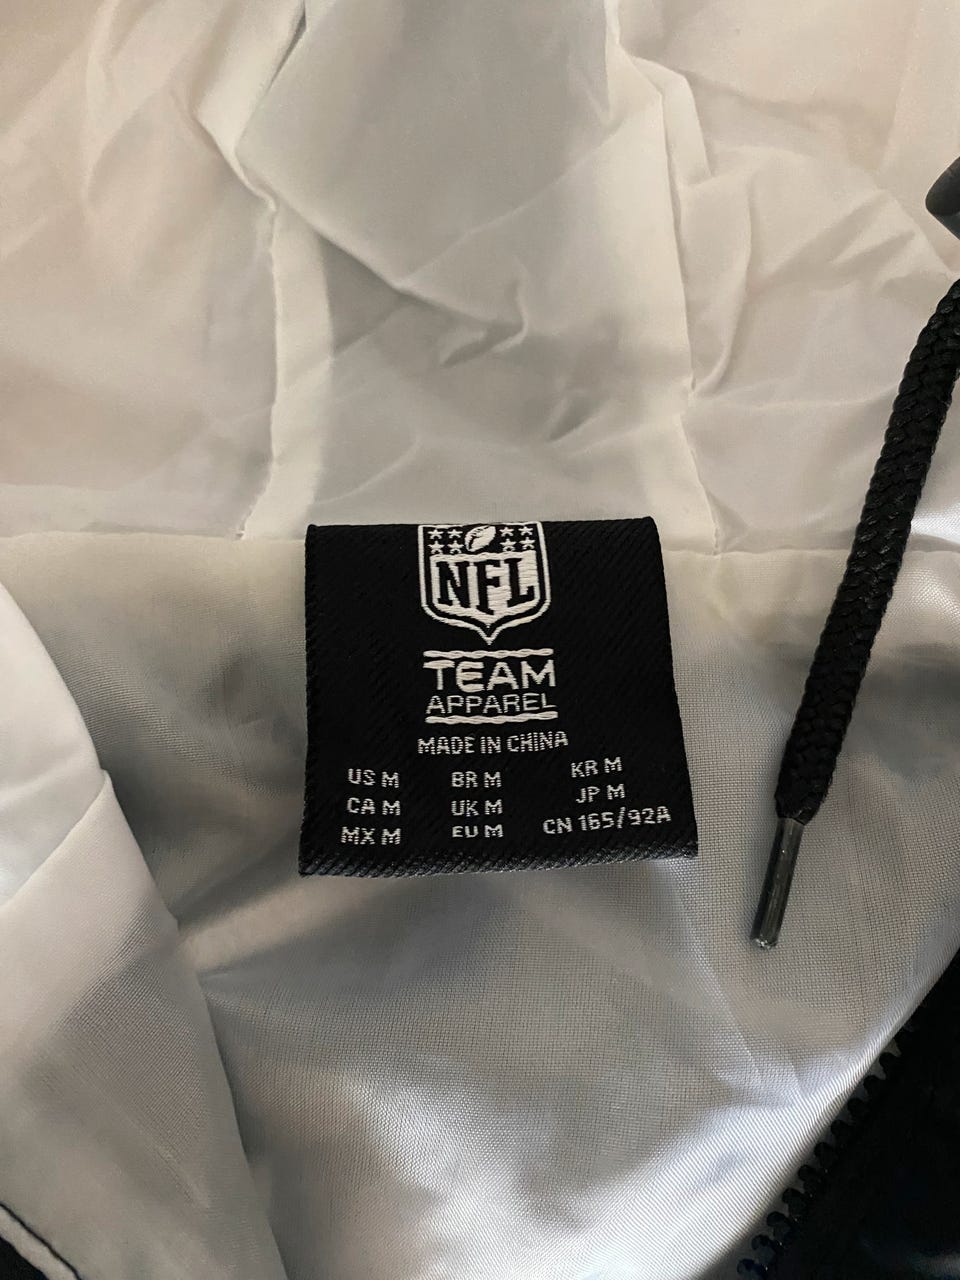 NFL
TEAM
APPAREL
MADE IN CHINA
US M BR M KR M
CA M UK M JP M
MX M EU M CN 165/92A